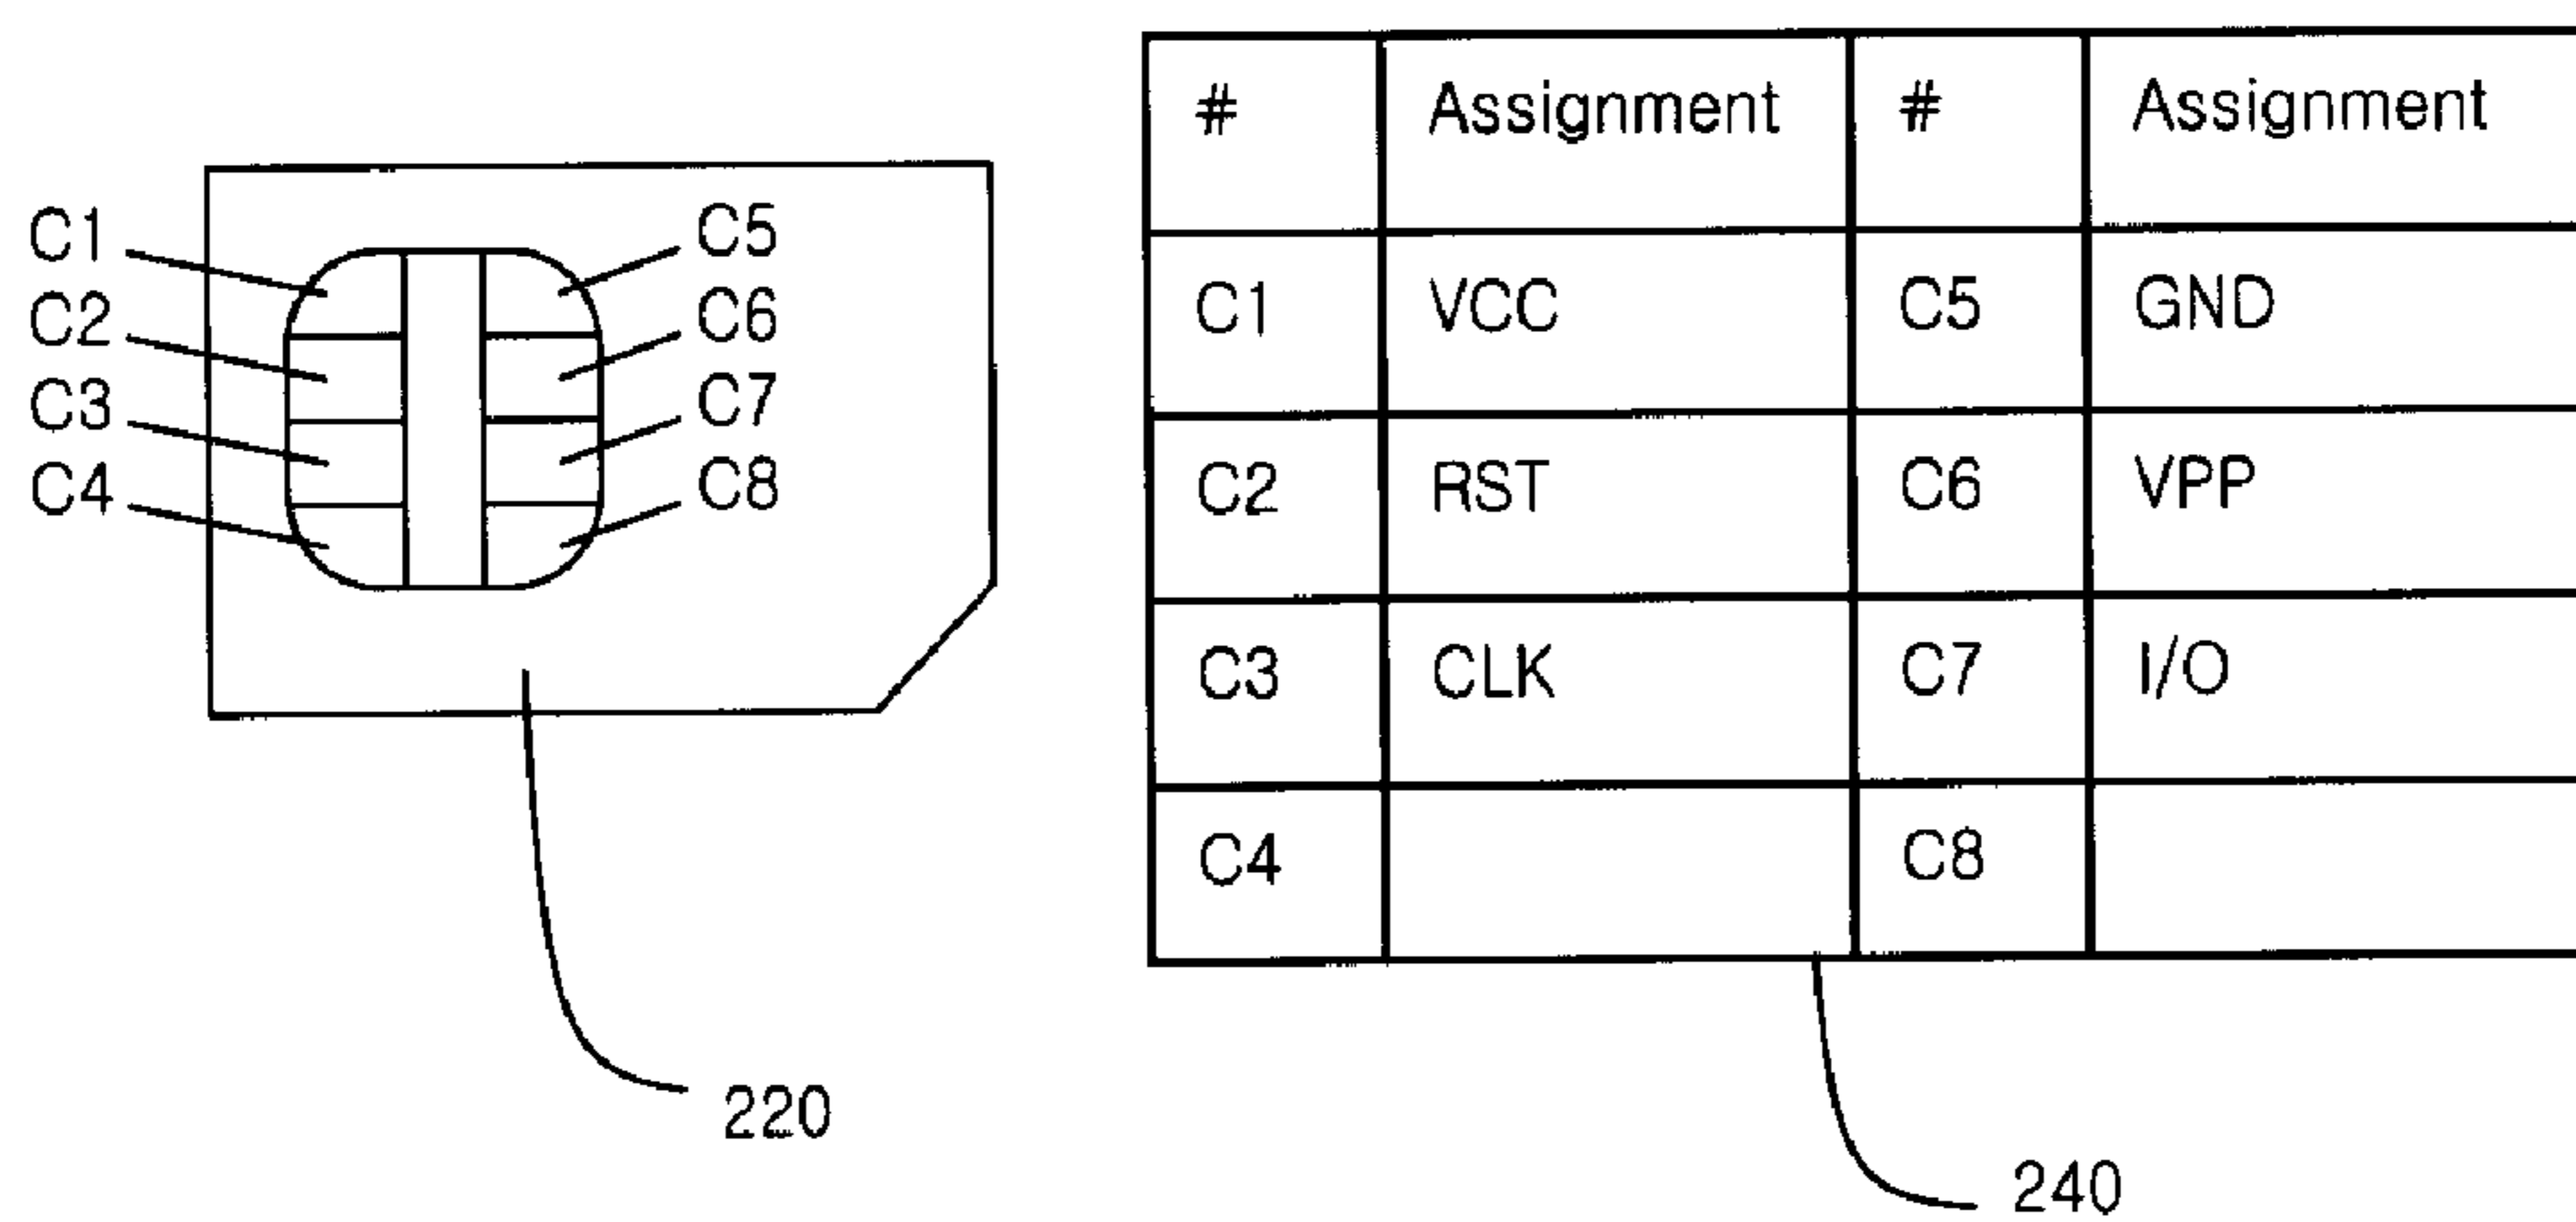 C1
C2
C3
C4
C5
C6
C7
C8
220
# Assignment # Assignment
C1 VCC C5 GND
C2 RST C6 VPP
C3 CLK C7 I/O
C4 C8
240